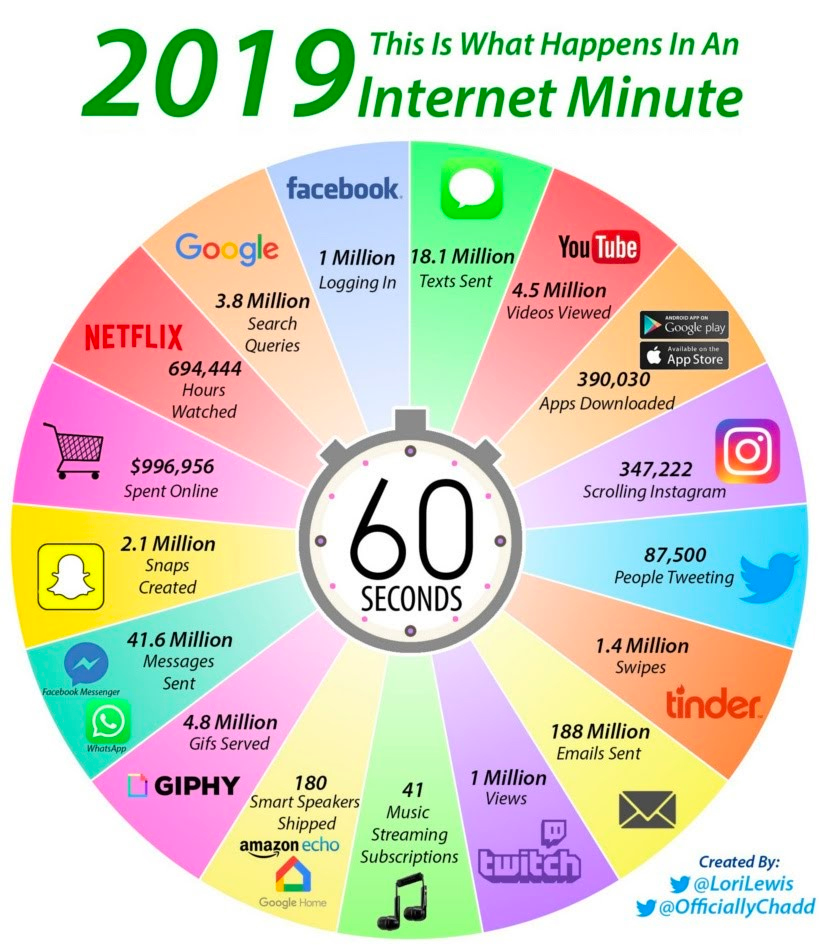 2019
This Is What Happens In An
Internet Minute
facebook
1 Million
Logging In
18.1 Million
Texts Sent
YouTube
4.5 Million
Videos Viewed
ANDROID APP ON
Google play
Available on the
App Store
390,030
Apps Downloaded
347,222
Scrolling Instagram
87,500
People Tweeting
1.4 Million
Swipes
tinder
188 Million
Emails Sent
1 Million
Views
twitch
41
Music
Streaming
Subscriptions
180
Smart Speakers
Shipped
amazon echo
Google Home
4.8 Million
Gifs Served
GIPHY
41.6 Million
Messages
Sent
Facebook Messenger
WhatsApp
2.1 Million
Snaps
Created
$996,956
Spent Online
NETFLIX
694,444
Hours
Watched
Google
3.8 Million
Search
Queries
60
SECONDS
Created By:
@LoriLewis
@OfficiallyChadd